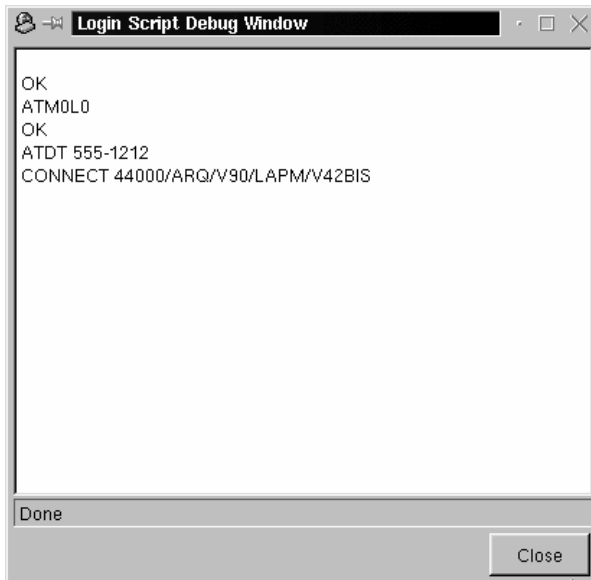 Login Script Debug Window
OK
ATM0L0
OK
ATDT 555-1212
CONNECT 44000/ARQ/V90/LAPM/V42BIS
Done
Close